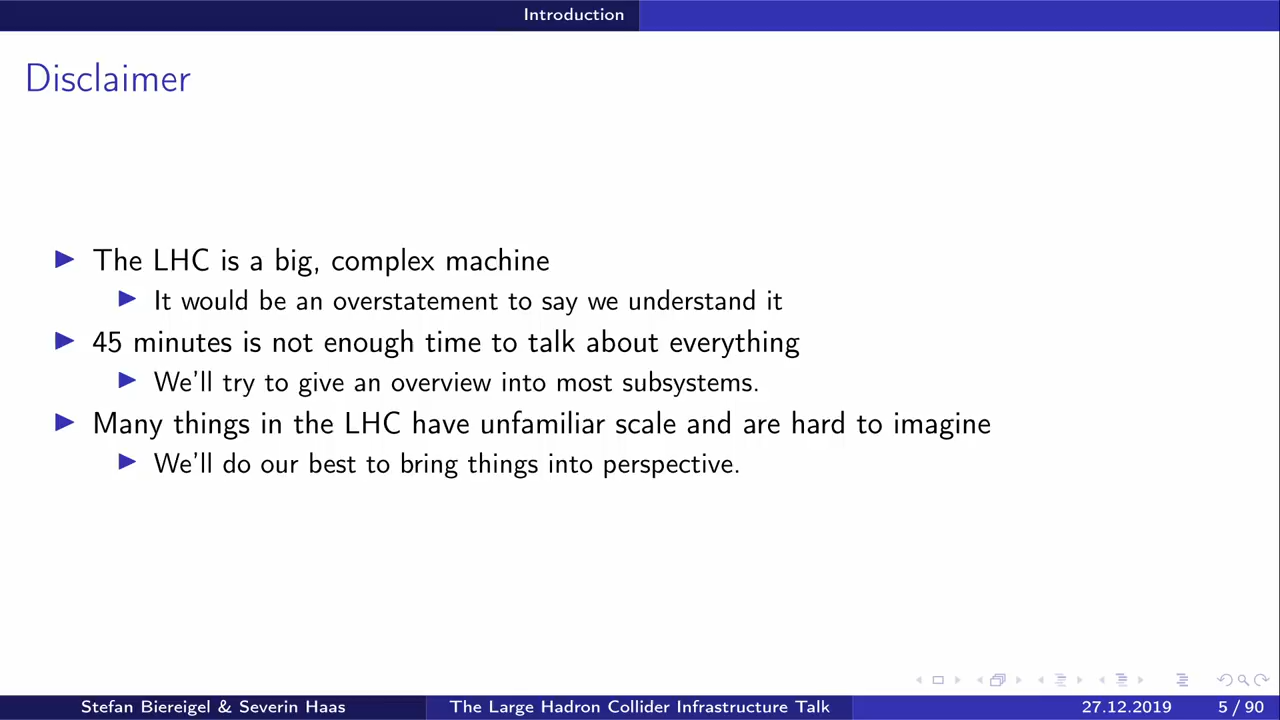 Introduction
Disclaimer
The LHC is a big, complex machine
It would be an overstatement to say we understand it
45 minutes is not enough time to talk about everything
We'll try to give an overview into most subsystems.
Many things in the LHC have unfamiliar scale and are hard to imagine
We'll do our best to bring things into perspective.
Stefan Biereigel & Severin Haas
The Large Hadron Collider Infrastructure Talk
27.12.2019
5 / 90